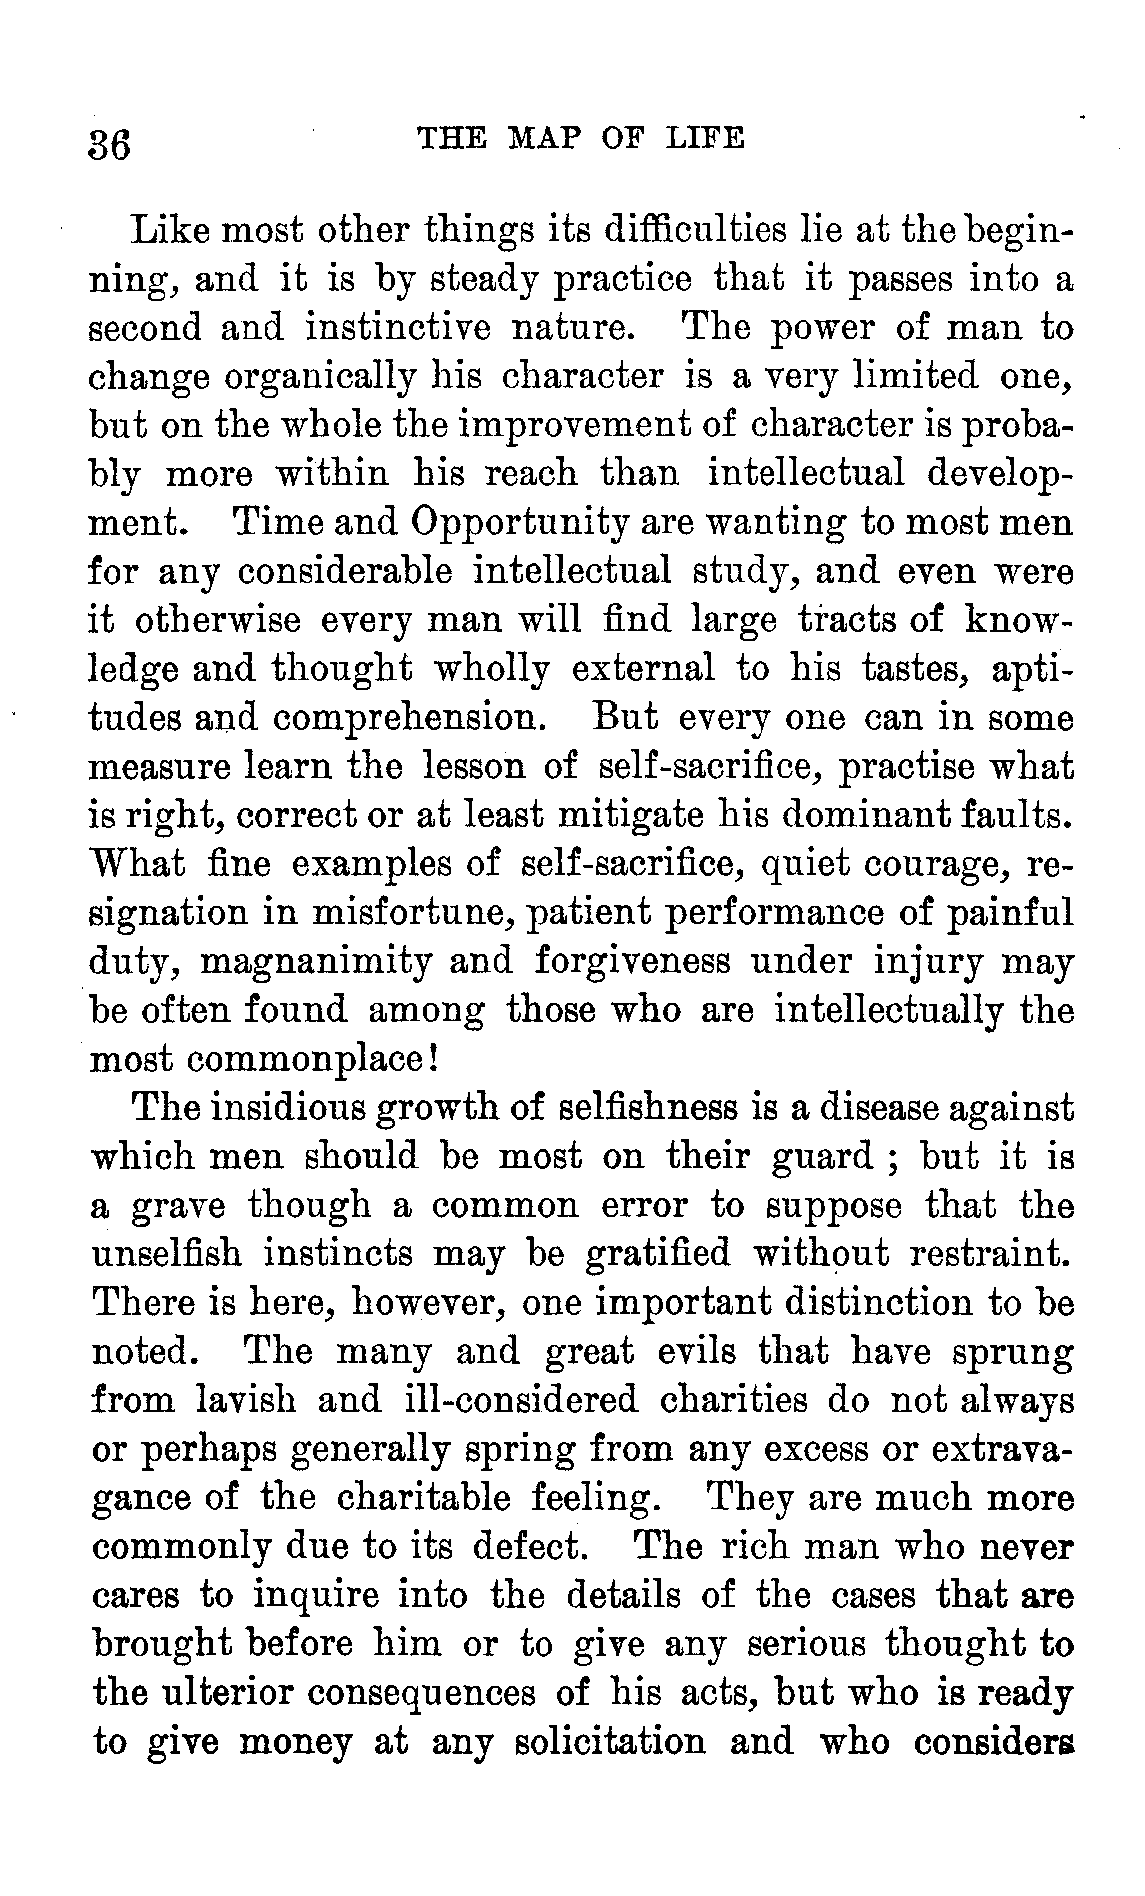 36 THE MAP OF LIFE
Like most other things its difficulties lie at the begin-
ning, and it is by steady practice that it passes into a
second and instinctive nature. The power of man to
change organically his character is a very limited one,
but on the whole the improvement of character is proba-
bly more within his reach than intellectual develop-
ment. Time and Opportunity are wanting to most men
for any considerable intellectual study, and even were
it otherwise every man will find large tracts of know-
ledge and thought wholly external to his tastes, apti-
tudes and comprehension. But every one can in some
measure learn the lesson of self-sacrifice, practise what
is right, correct or at least mitigate his dominant faults.
What fine examples of self-sacrifice, quiet courage, re-
signation in misfortune, patient performance of painful
duty, magnanimity and forgiveness under injury may
be often found among those who are intellectually the
most commonplace!
The insidious growth of selfishness is a disease against
which men should be most on their guard ; but it is
a grave though a common error to suppose that the
unselfish instincts may be gratified without restraint.
There is here, however, one important distinction to be
noted. The many and great evils that have sprung
from lavish and ill-considered charities do not always
or perhaps generally spring from any excess or extrava-
gance of the charitable feeling. They are much more
commonly due to its defect. The rich man who never
cares to inquire into the details of the cases that are
brought before him or to give any serious thought to
the ulterior consequences of his acts, but who is ready
to give money at any solicitation and who considers